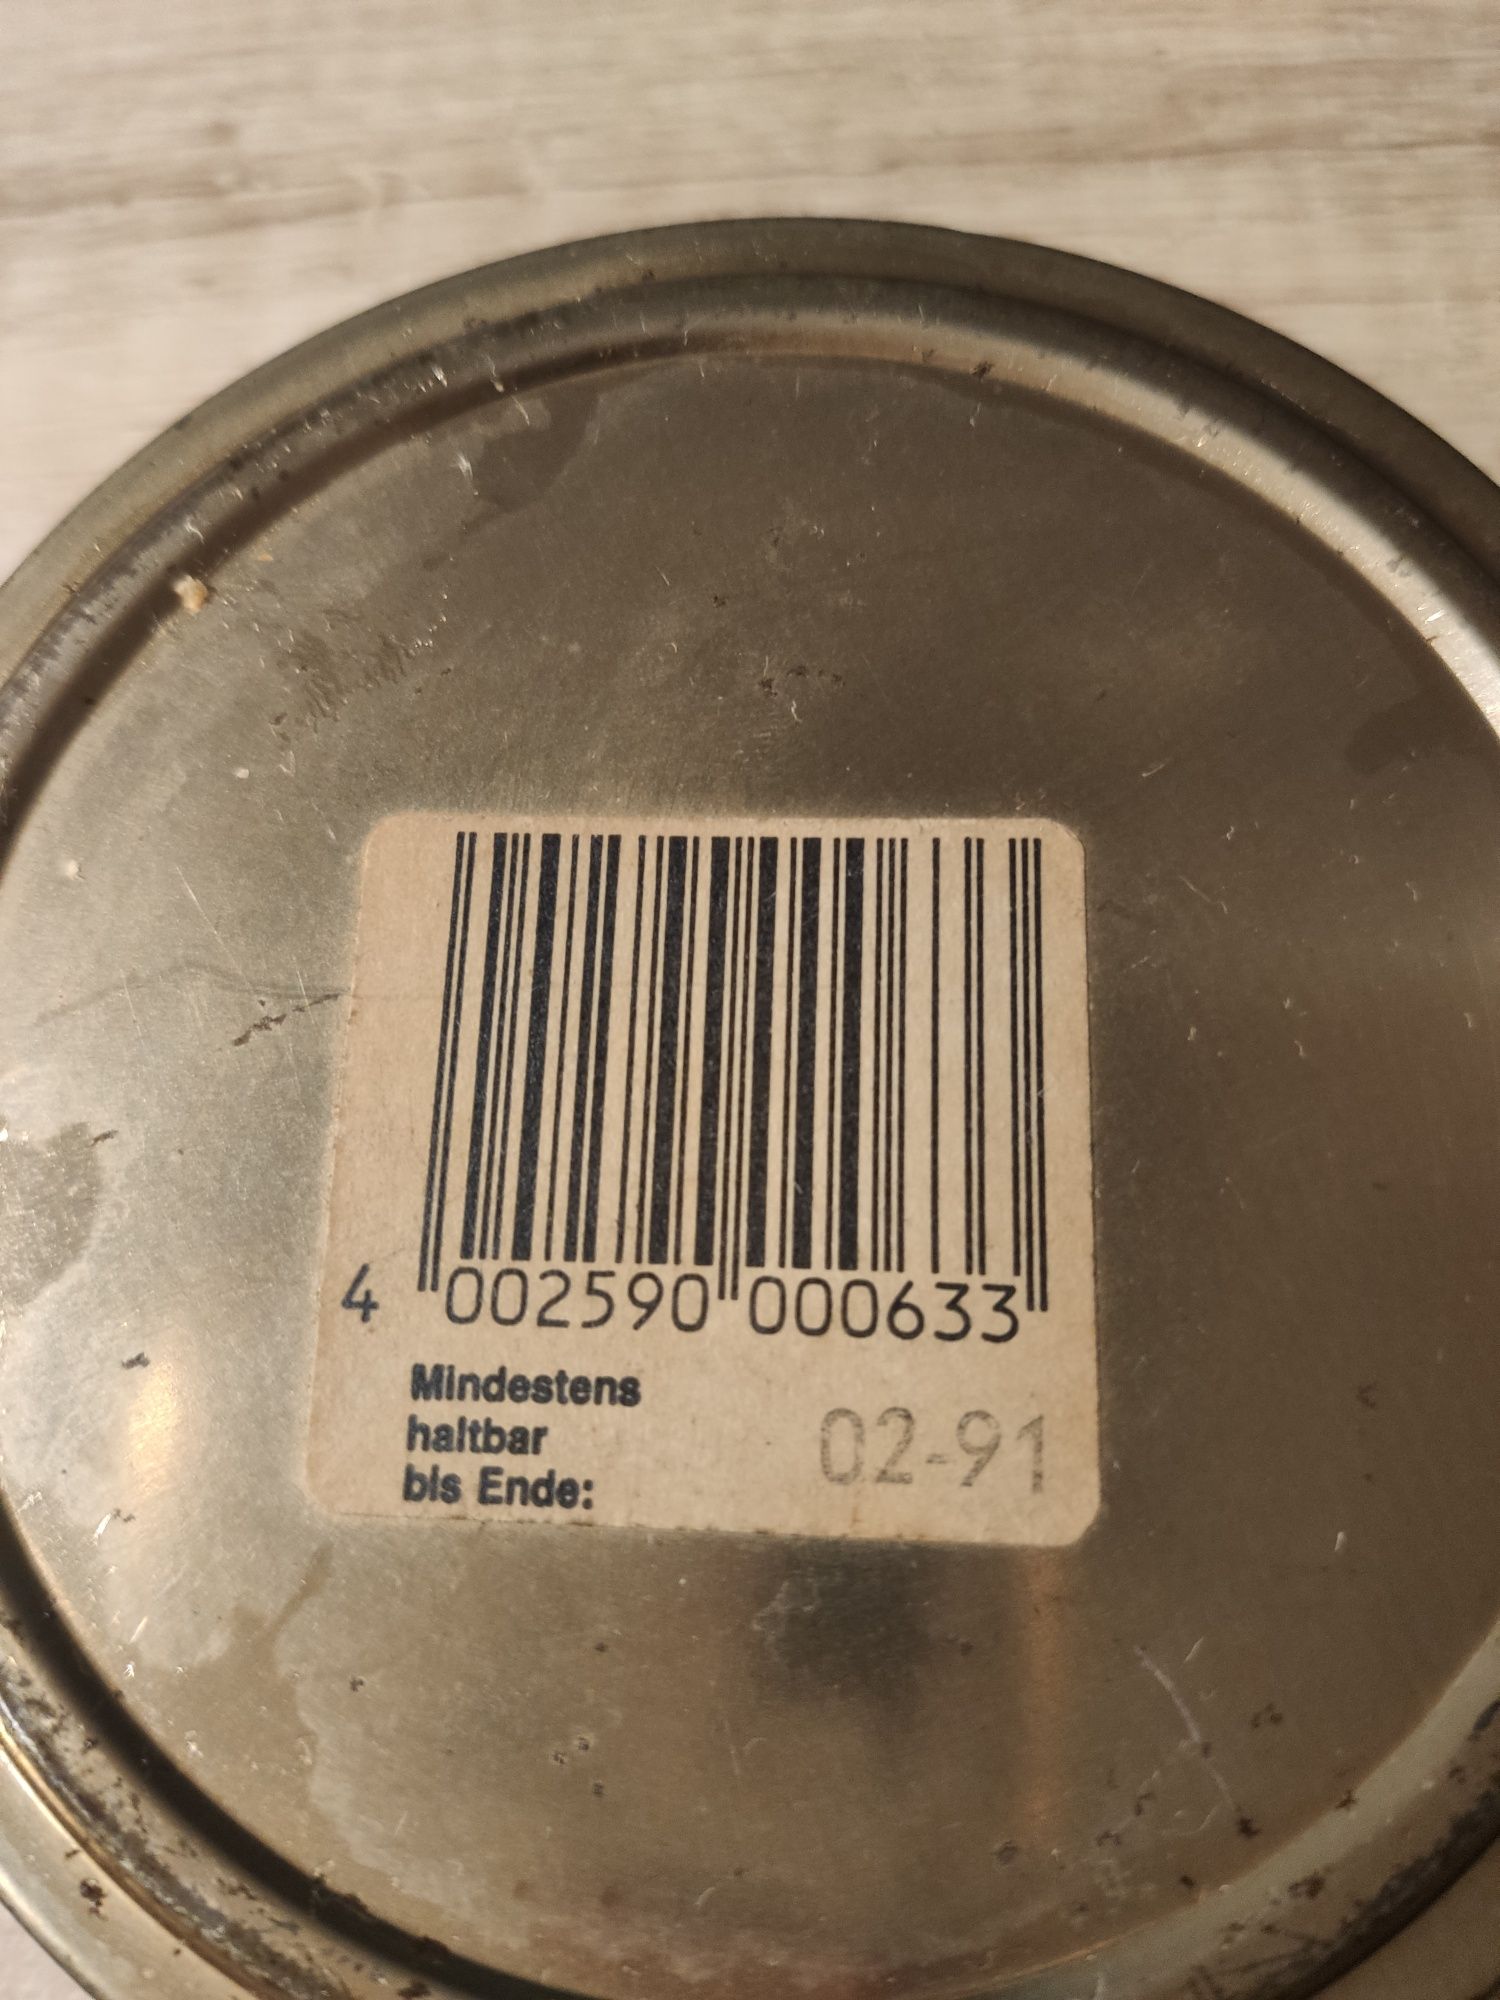 4 002590 000633
Mindestens
haltbar
bis Ende:
02-91